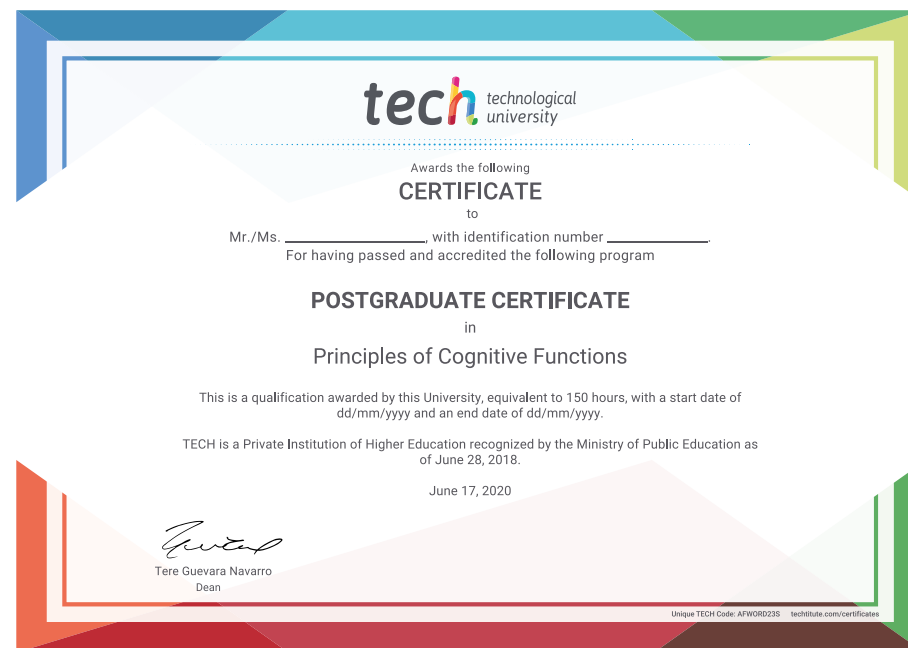 tech technological
university
Awards the following
CERTIFICATE
to
Mr./Ms. ____________________, with identification number ______________.
For having passed and accredited the following program
POSTGRADUATE CERTIFICATE
in
Principles of Cognitive Functions
This is a qualification awarded by this University, equivalent to 150 hours, with a start date of
dd/mm/yyyy and an end date of dd/mm/yyyy.
TECH is a Private Institution of Higher Education recognized by the Ministry of Public Education as
of June 28, 2018.
June 17, 2020
Tere Guevara Navarro
Dean
Unique TECH Code: AFWORD23S techtitute.com/certificates